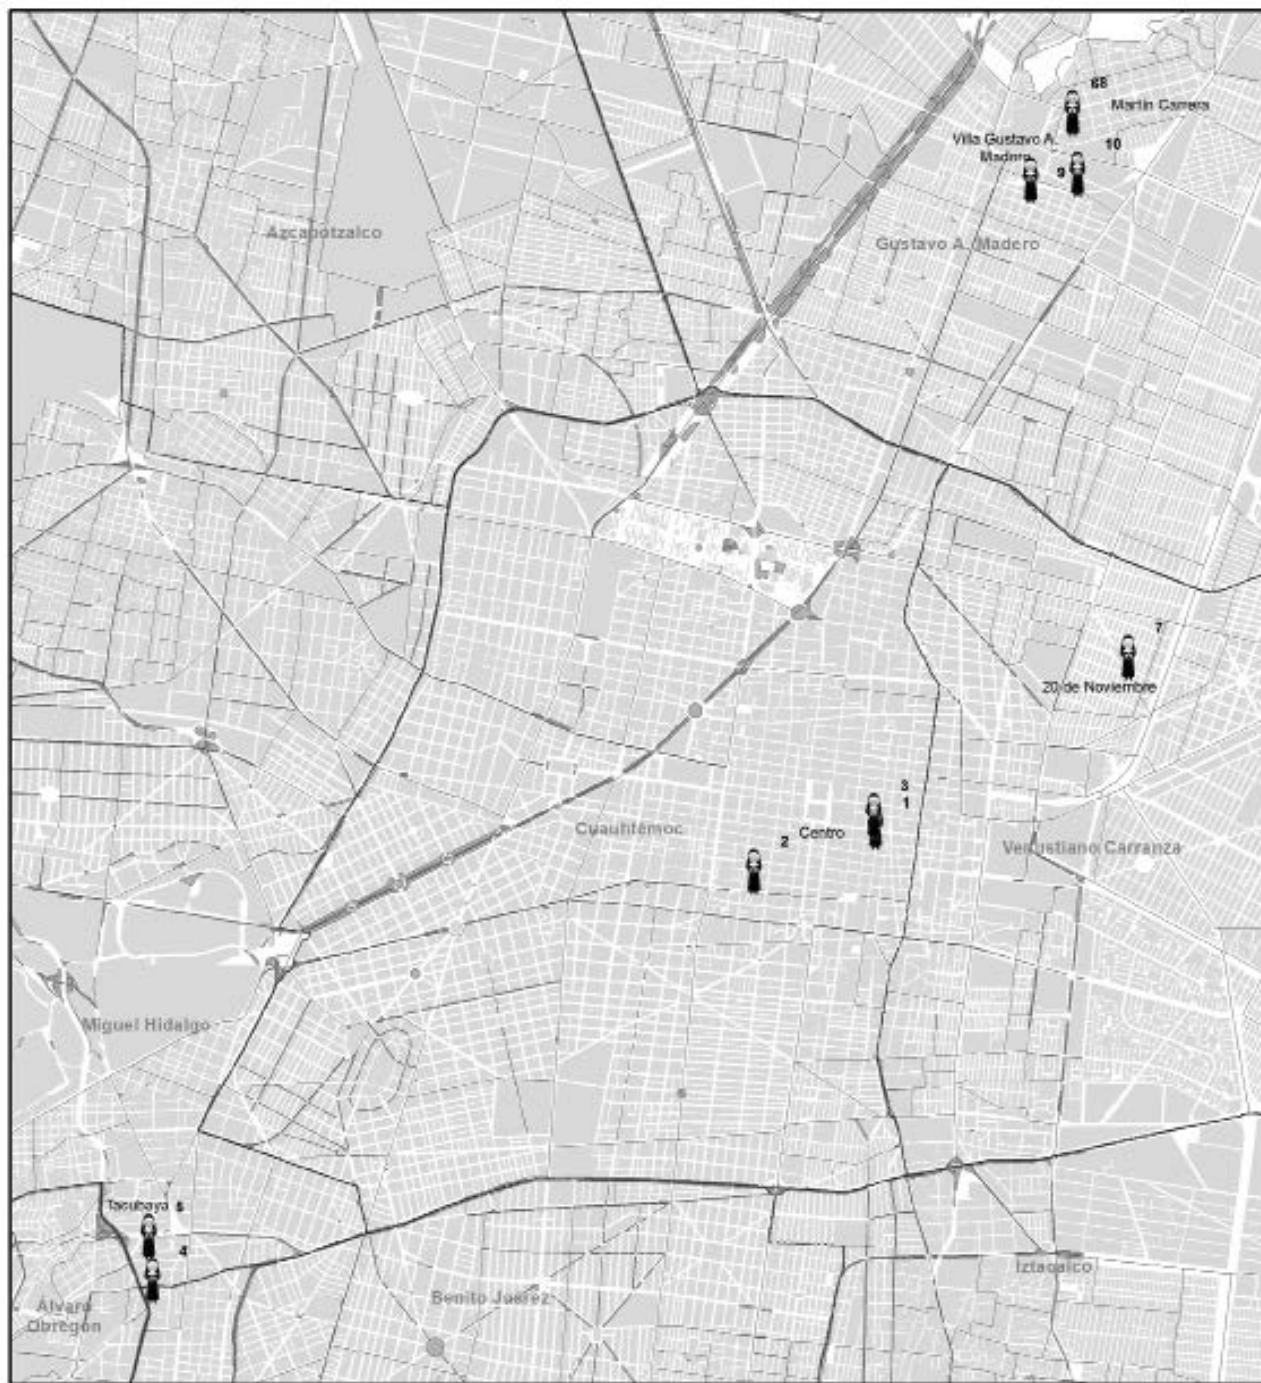 68
Martín Carrera
10
Villa Gustavo A.
Madero
9
Azcapotzalco
Gustavo A. Madero
7
20 de Noviembre
3
1
Cuauhtémoc
Centro
2
Venustiano Carranza
Miguel Hidalgo
Tacubaya 5
4
Iztacalco
Benito Juárez
Álvaro
Obregón